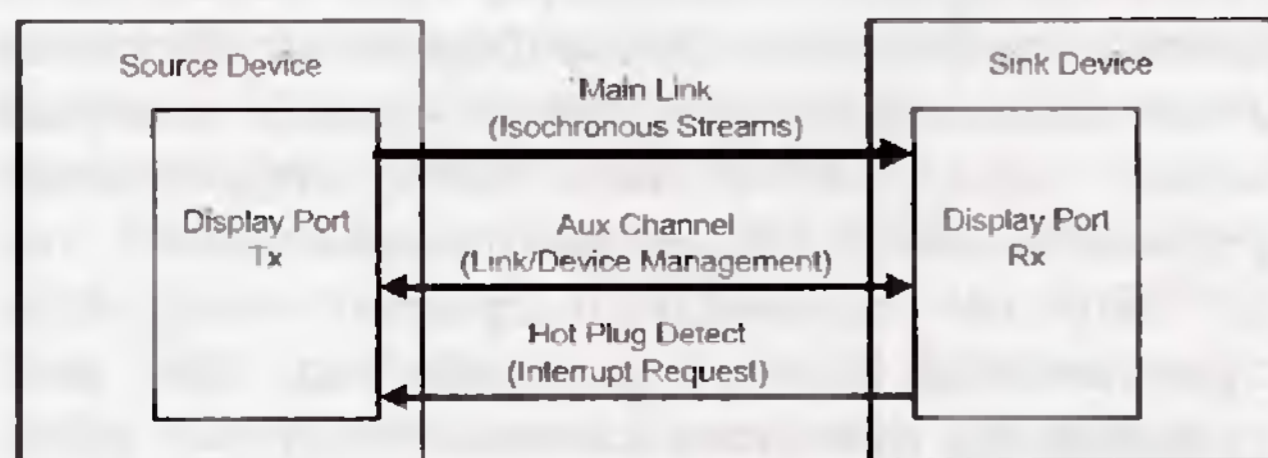 Source Device
Sink Device
Main Link
(Isochronous Streams)
Display Port
Tx
Aux Channel
(Link/Device Management)
Display Port
Rx
Hot Plug Detect
(Interrupt Request)